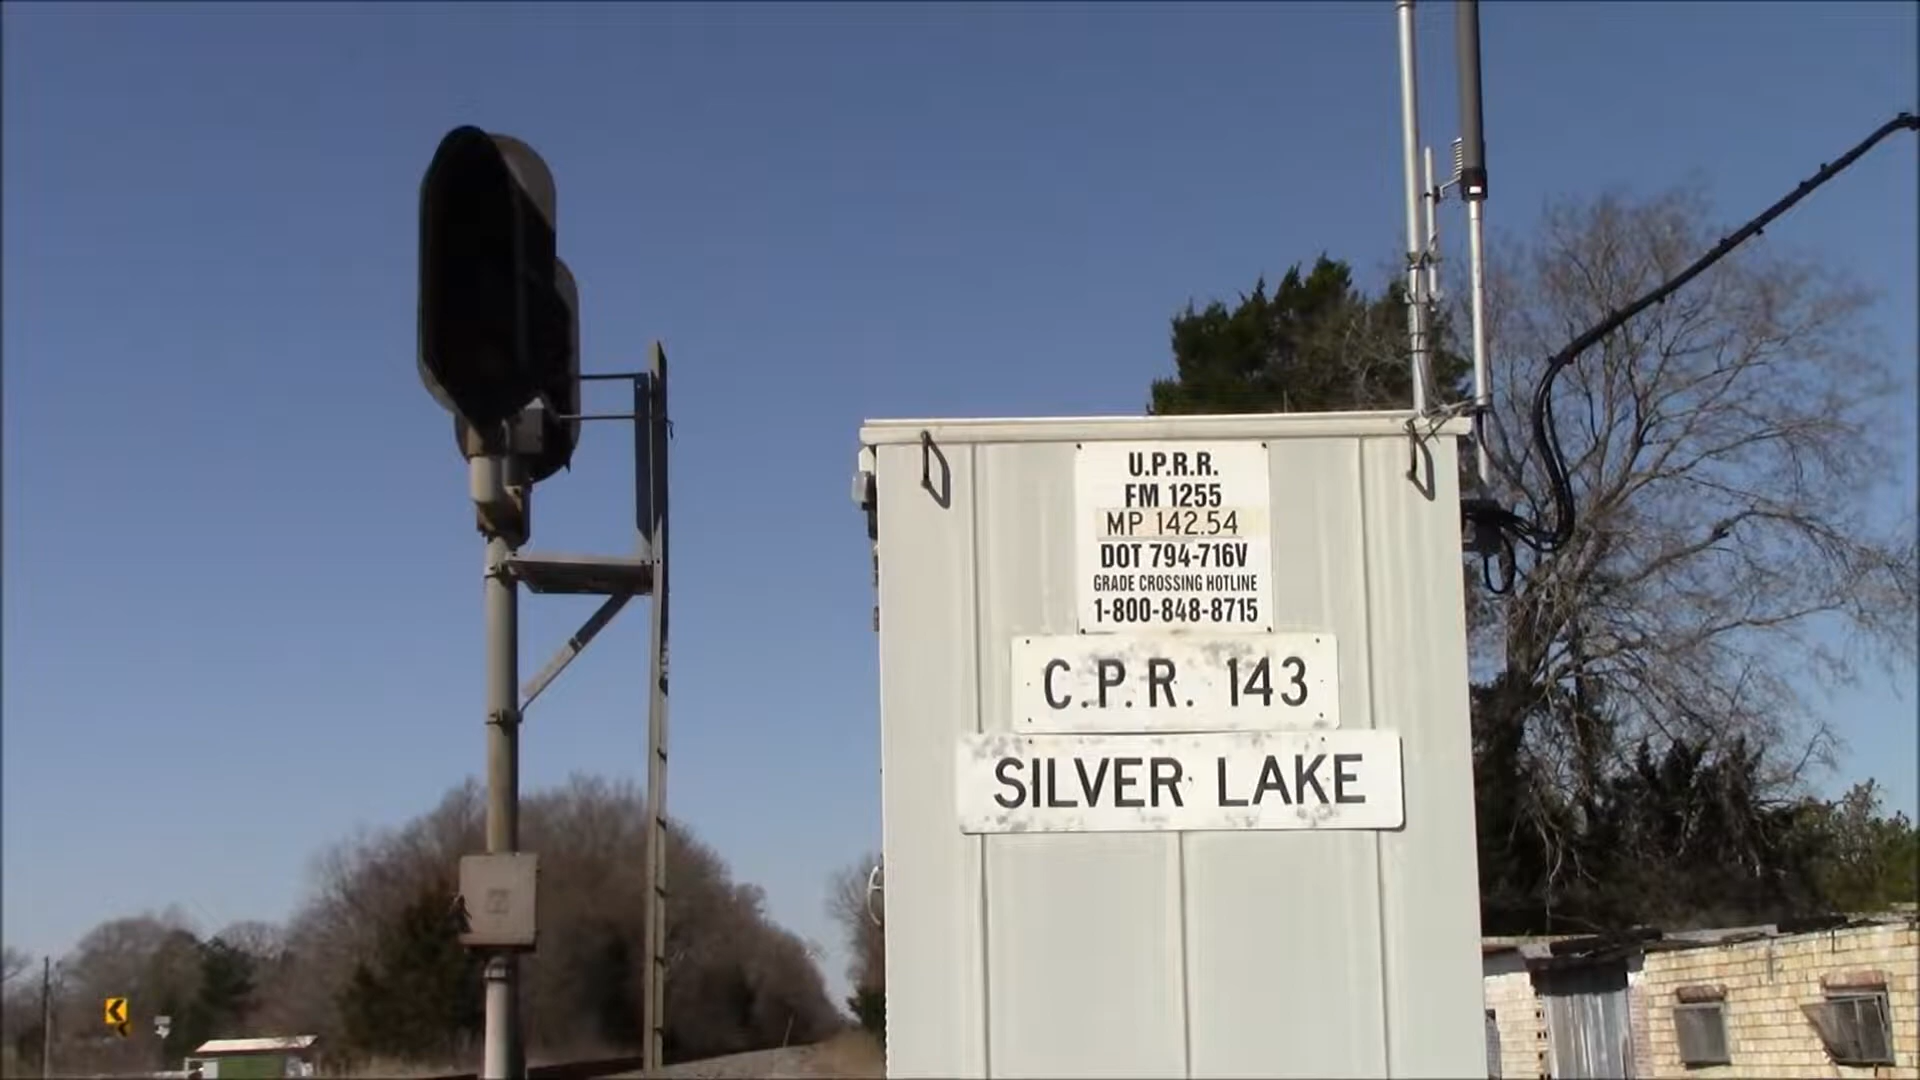 U.P.R.R.
FM 1255
MP 142.54
DOT 794-716V
GRADE CROSSING HOTLINE
1-800-848-8715
C.P.R. 143
SILVER LAKE